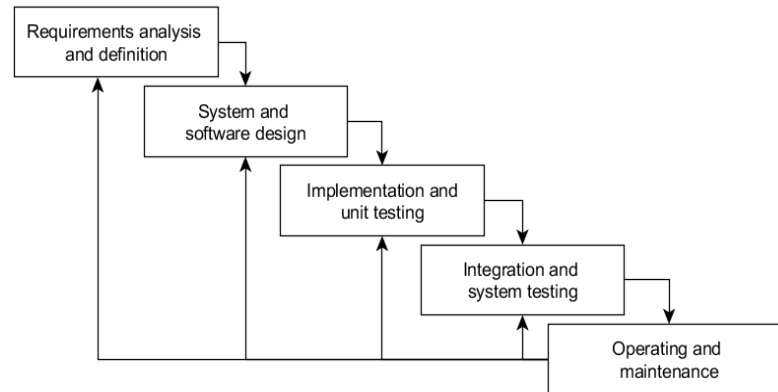 Requirements analysis
and definition
System and
software design
Implementation and
unit testing
Integration and
system testing
Operating and
maintenance